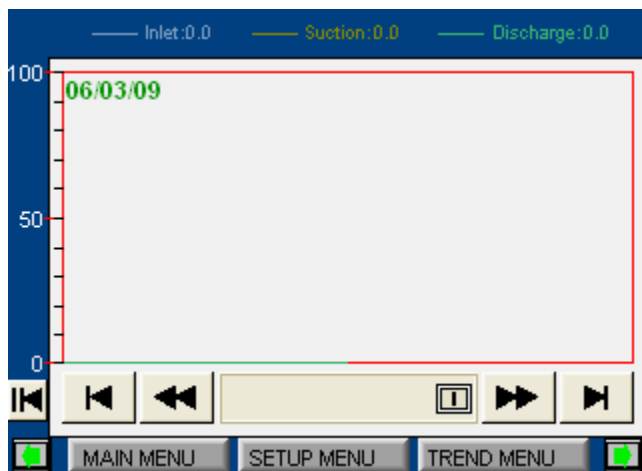 Inlet:0.0 Suction:0.0 Discharge:0.0
100
06/03/09
50
0
MAIN MENU SETUP MENU TREND MENU